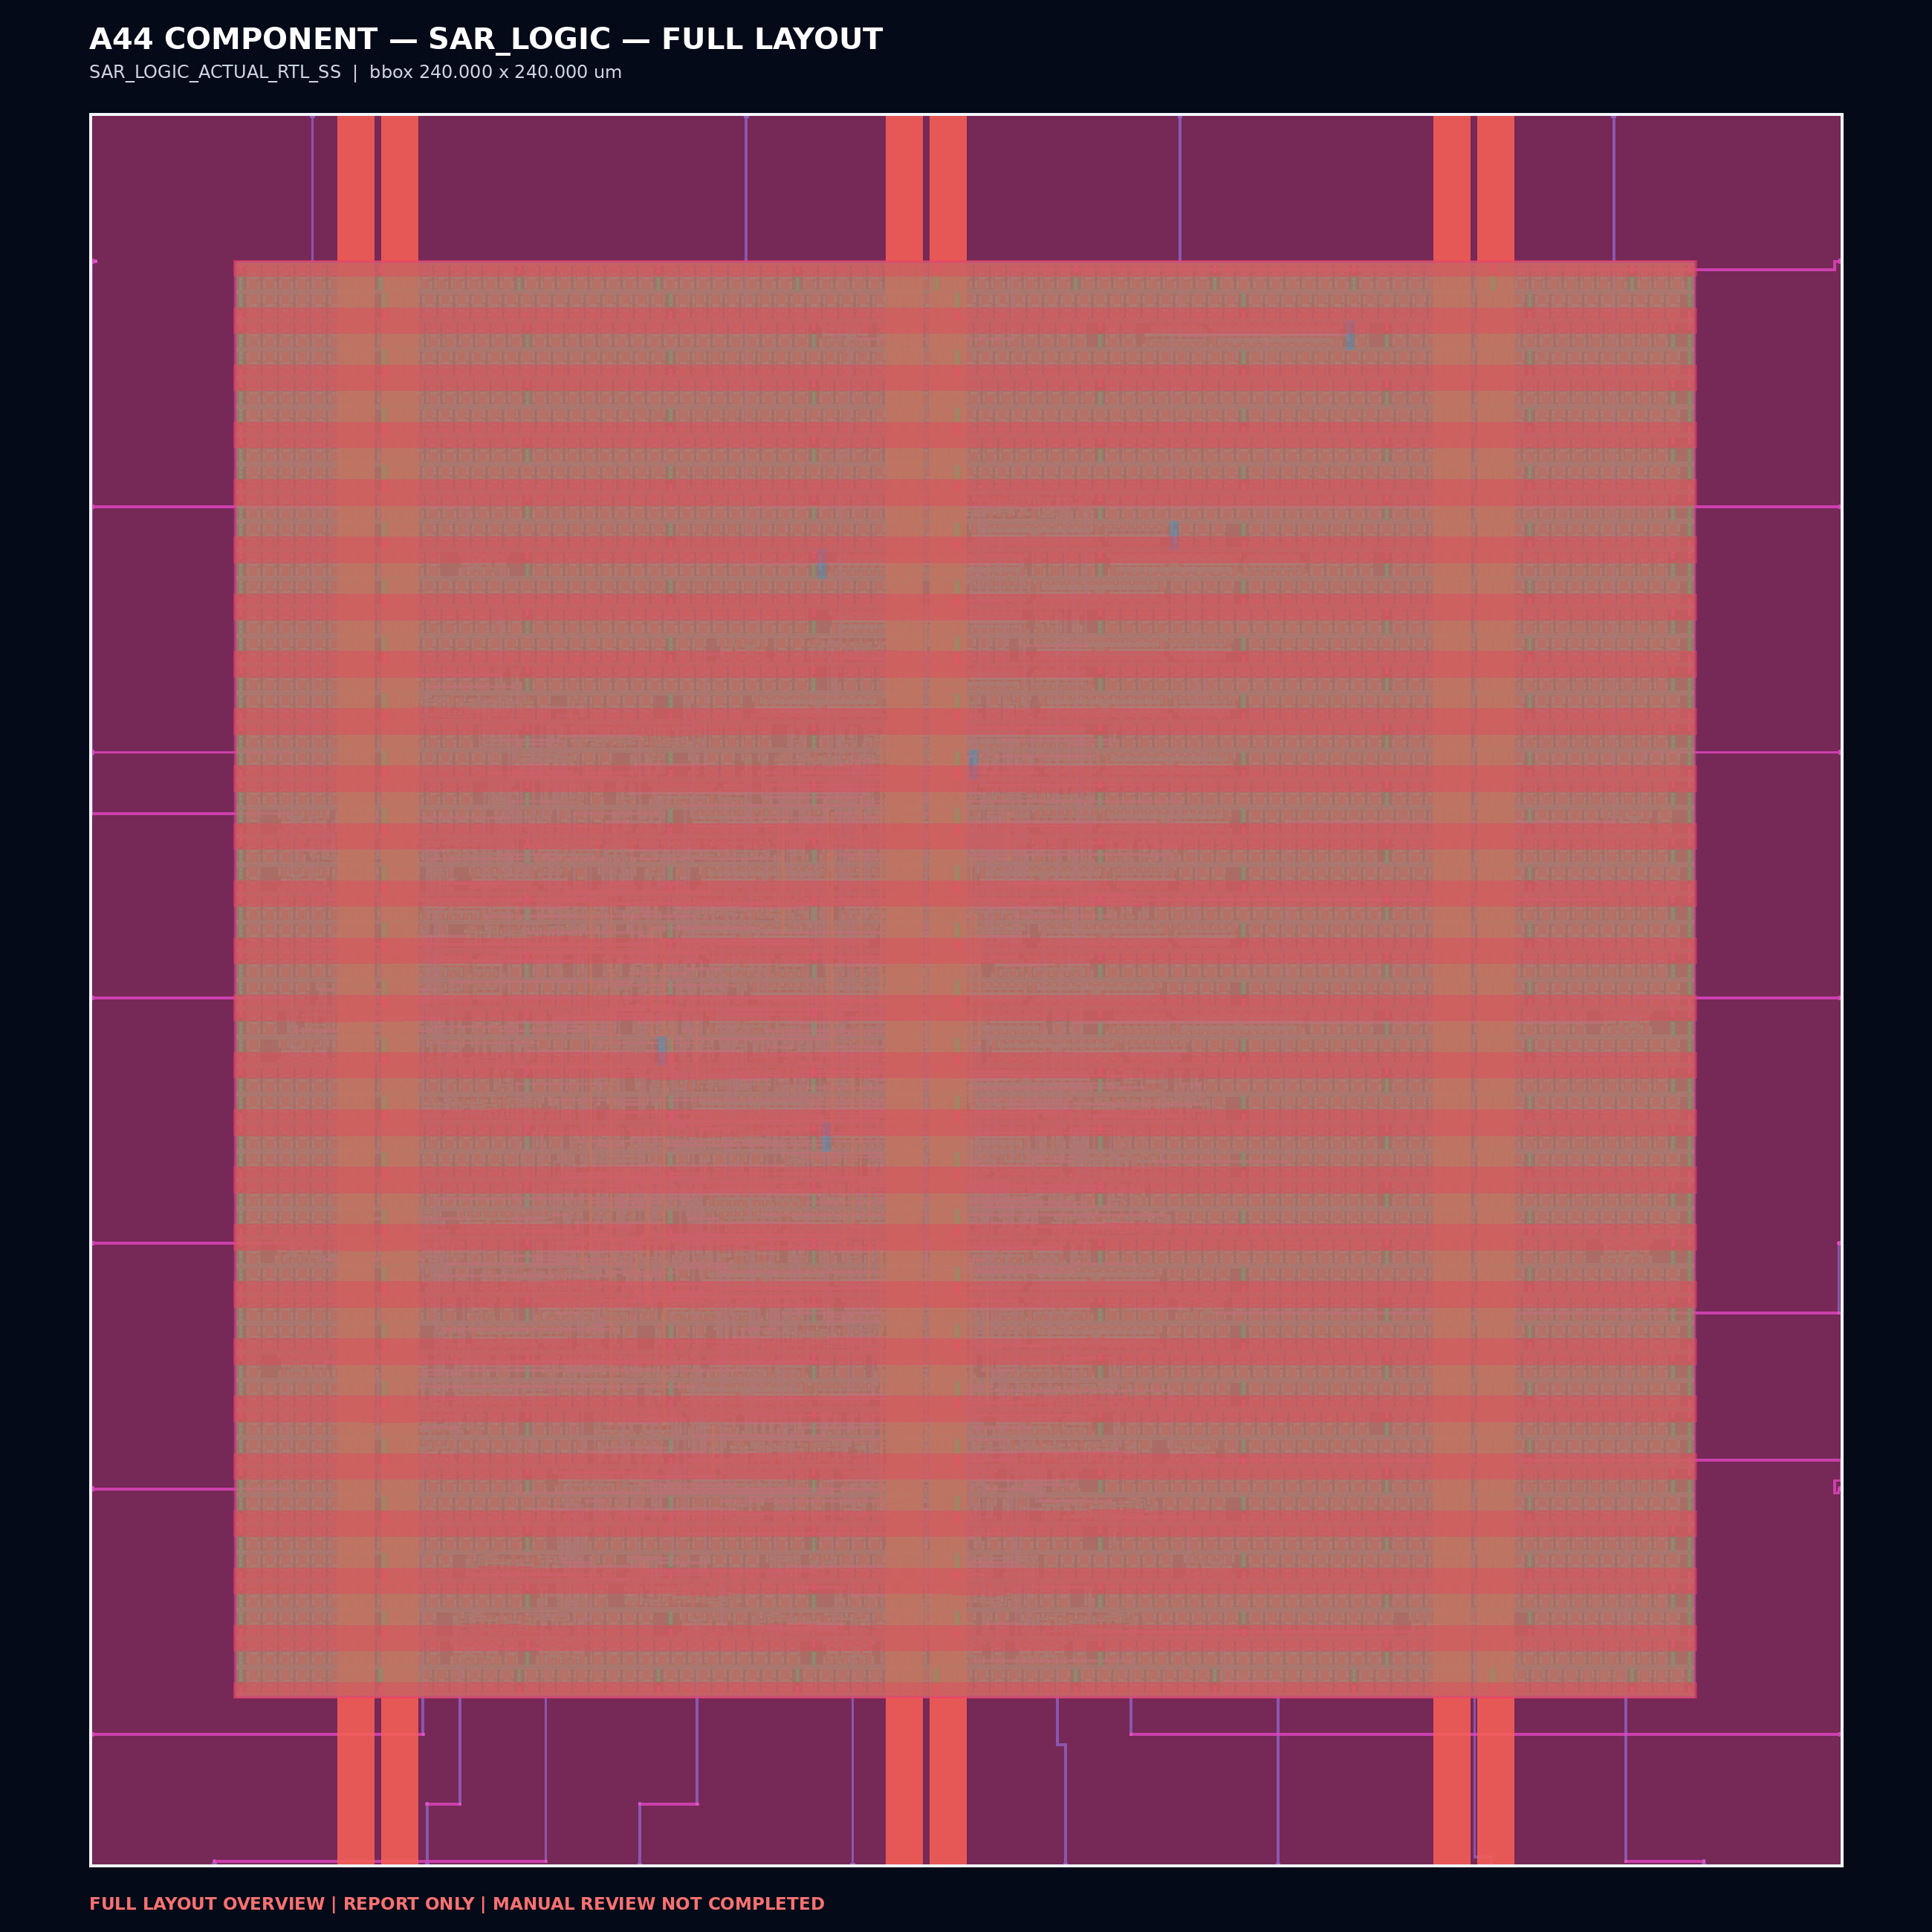 A44 COMPONENT — SAR_LOGIC — FULL LAYOUT
SAR_LOGIC_ACTUAL_RTL_SS | bbox 240.000 x 240.000 um
FULL LAYOUT OVERVIEW | REPORT ONLY | MANUAL REVIEW NOT COMPLETED